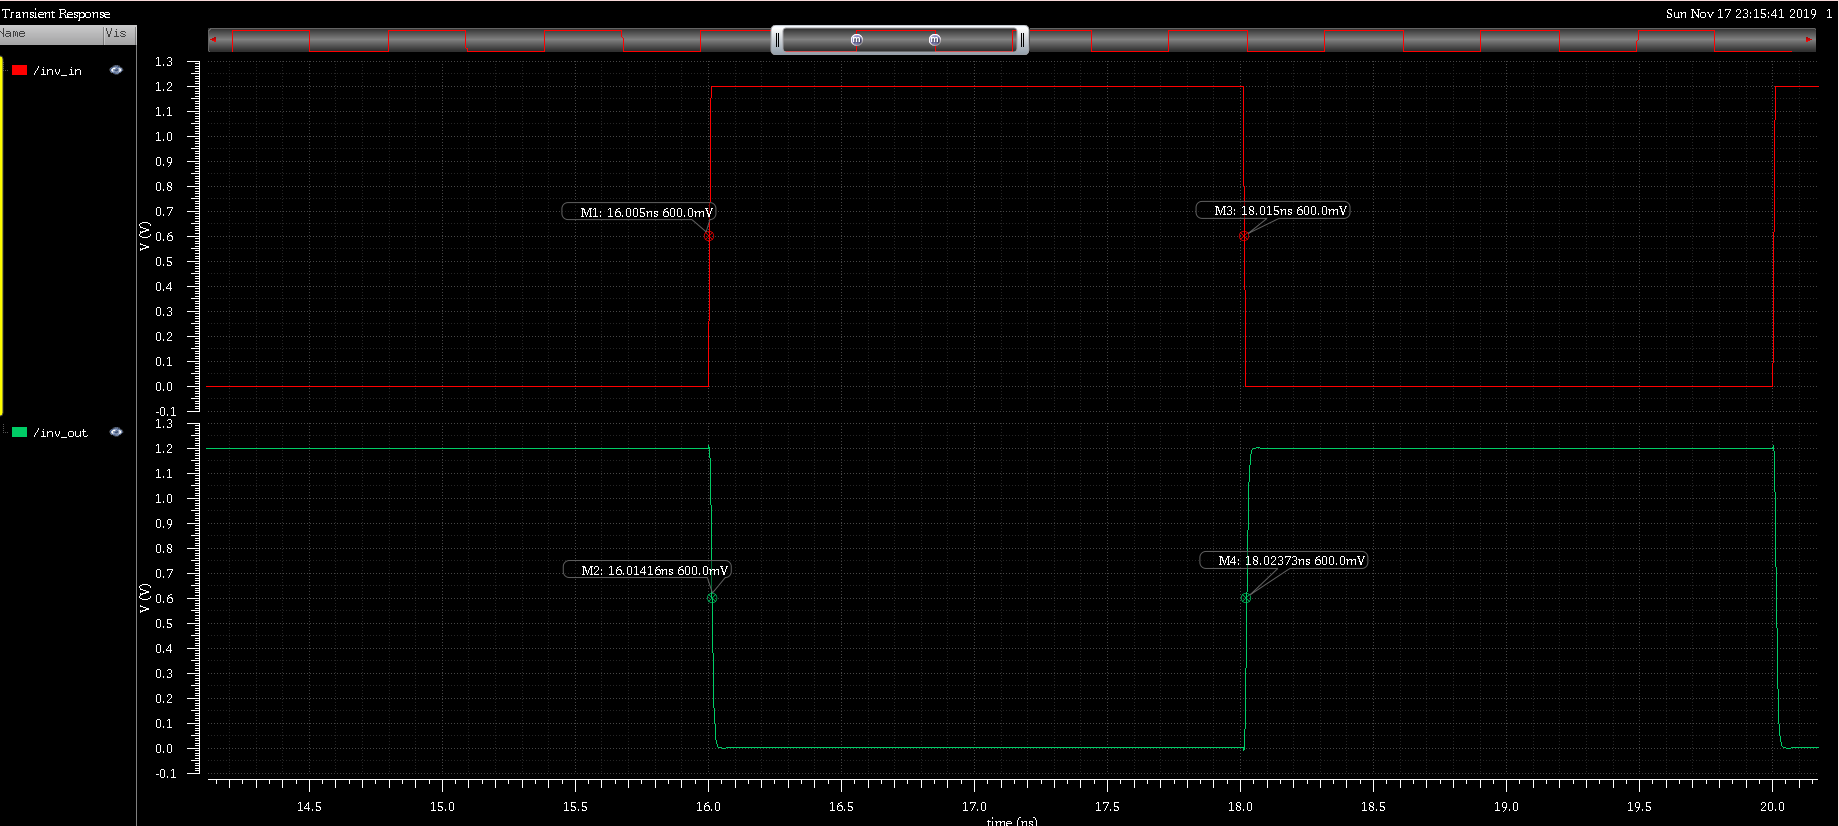 Transient Response
Sun Nov 17 23:15:41 2019 1
Name Vis
/inv_in
1.3
1.2
1.1
1.0
0.9
0.8
0.7
0.6
0.5
0.4
0.3
0.2
0.1
0.0
-0.1
V (V)
M1: 16.005ns 600.0mV
M3: 18.015ns 600.0mV
/inv_out
1.3
1.2
1.1
1.0
0.9
0.8
0.7
0.6
0.5
0.4
0.3
0.2
0.1
0.0
-0.1
V (V)
M2: 16.01416ns 600.0mV
M4: 18.02373ns 600.0mV
14.5 15.0 15.5 16.0 16.5 17.0 17.5 18.0 18.5 19.0 19.5 20.0
time (ns)